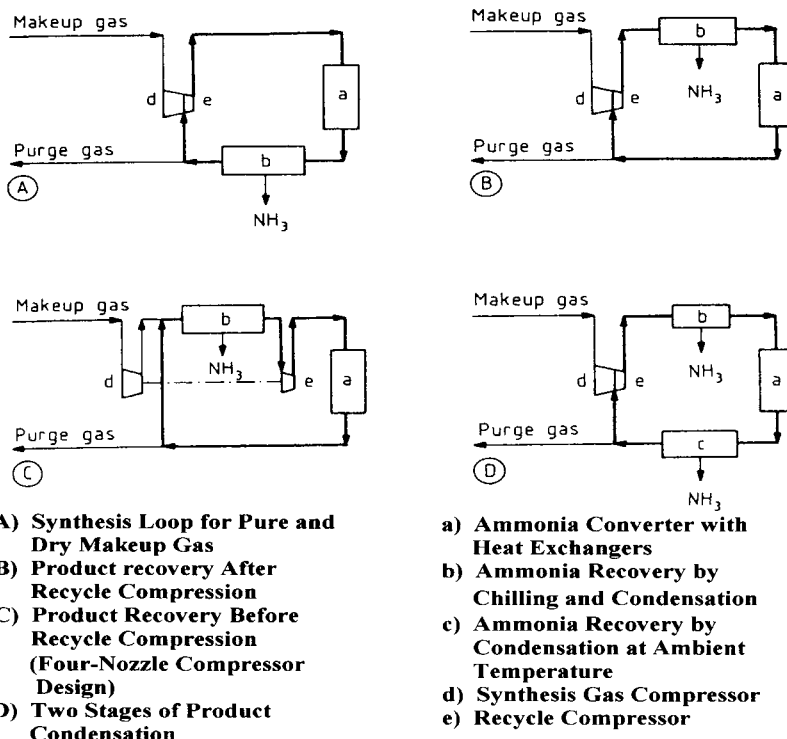 Makeup gas
d
e
a
Purge gas
b
A
NH3
Makeup gas
b
NH3
d
e
a
Purge gas
B
Makeup gas
b
NH3
d
e
a
Purge gas
C
Makeup gas
b
NH3
d
e
a
Purge gas
c
D
NH3
A) Synthesis Loop for Pure and
Dry Makeup Gas
B) Product recovery After
Recycle Compression
C) Product Recovery Before
Recycle Compression
(Four-Nozzle Compressor
Design)
D) Two Stages of Product
Condensation
a) Ammonia Converter with
Heat Exchangers
b) Ammonia Recovery by
Chilling and Condensation
c) Ammonia Recovery by
Condensation at Ambient
Temperature
d) Synthesis Gas Compressor
e) Recycle Compressor